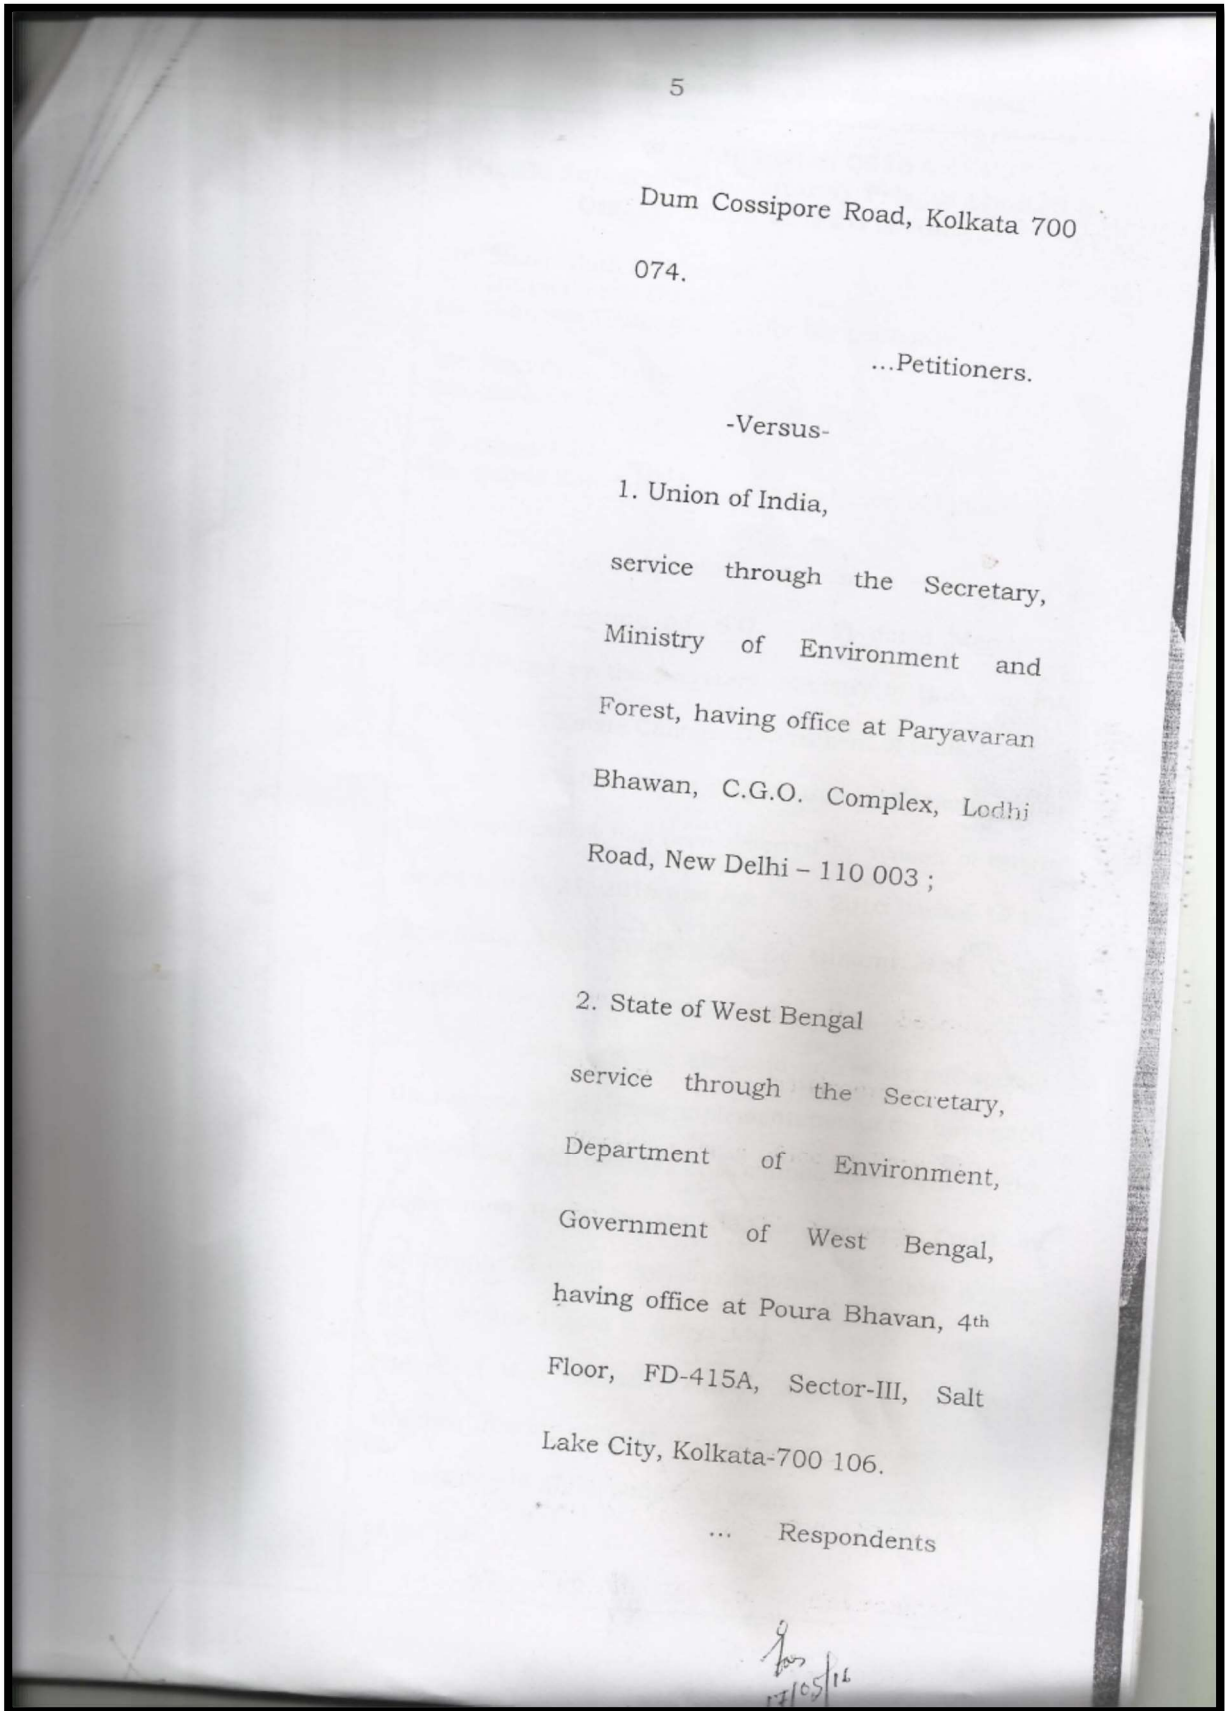 5
Dum Cossipore Road, Kolkata 700
074.
...Petitioners.
-Versus-
1. Union of India,
service through the Secretary,
Ministry of Environment and
Forest, having office at Paryavaran
Bhawan, C.G.O. Complex, Lodhi
Road, New Delhi – 110 003 ;
2. State of West Bengal
service through the Secretary,
Department of Environment,
Government of West Bengal,
having office at Poura Bhavan, 4th
Floor, FD-415A, Sector-III, Salt
Lake City, Kolkata-700 106.
... Respondents
17/05/16